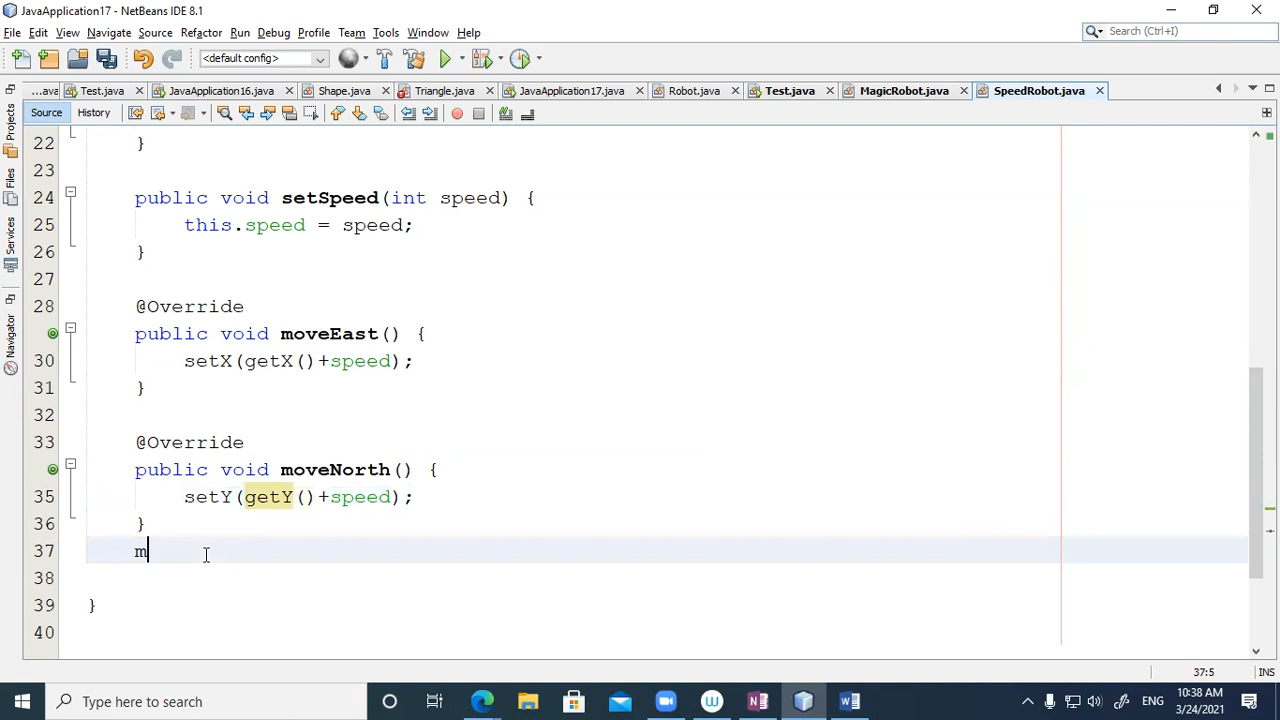 JavaApplication17 - NetBeans IDE 8.1
File Edit View Navigate Source Refactor Run Debug Profile Team Tools Window Help
Search (Ctrl+I)
<default config>
...ava Test.java JavaApplication16.java Shape.java Triangle.java JavaApplication17.java Robot.java Test.java MagicRobot.java SpeedRobot.java
Source History
Projects
Files
Services
Navigator
22 }
23
24 public void setSpeed(int speed) {
25 this.speed = speed;
26 }
27
28 @Override
public void moveEast() {
30 setX(getX()+speed);
31 }
32
33 @Override
public void moveNorth() {
35 setY(getY()+speed);
36 }
37 m
38
39 }
40
37:5 INS
Type here to search
ENG
10:38 AM
3/24/2021